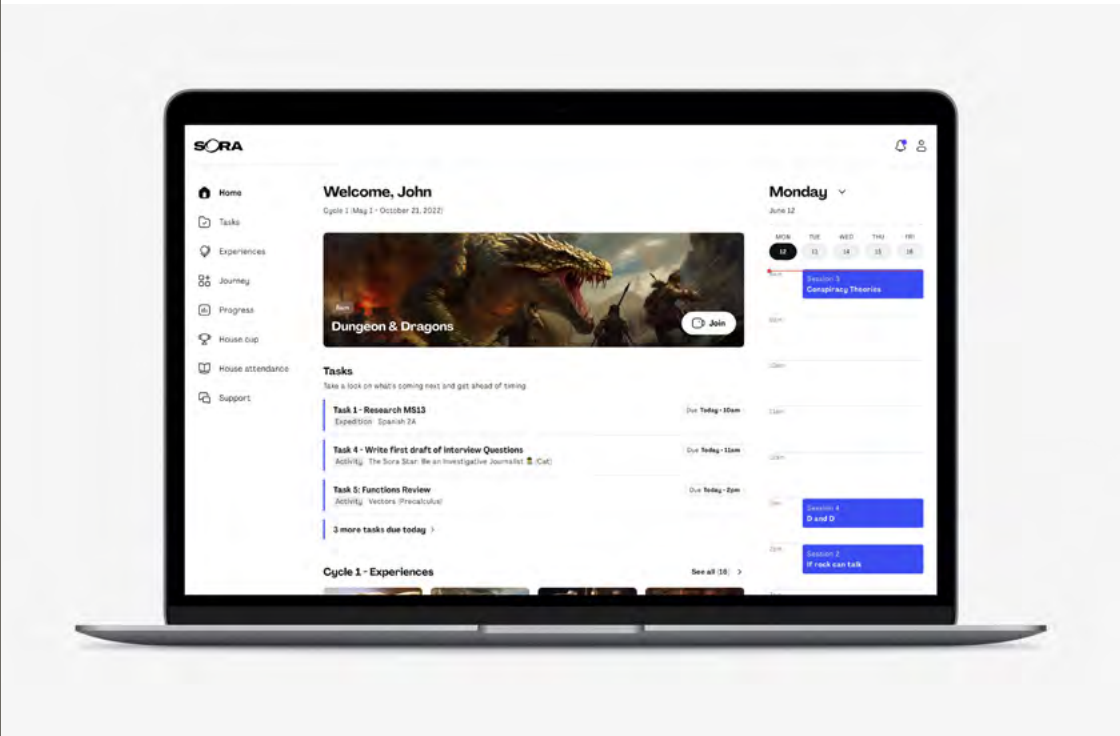 SORA
Home
Tasks
Experiences
Journey
Progress
House cup
House attendance
Support
Welcome, John
Cycle 1 (May 1 - October 21, 2022)
Dungeon & Dragons
Join
Tasks
Take a look on what's coming next and get ahead of timing
Task 1 - Research MS13
Due Today - 10am
Expedition Spanish 2A
Task 4 - Write first draft of Interview Questions
Due Today - 11am
Activity The Sora Star: Be an Investigative Journalist (Cat)
Task 5: Functions Review
Due Today - 2pm
Activity Vectors (Precalculus)
3 more tasks due today
Cycle 1 - Experiences
See all (16)
Monday
June 12
MON TUE WED THU FRI
12 13 14 15 16
Session 3
Conspiracy Theories
11am
Session 4
D and D
2pm
Session 2
If rock can talk